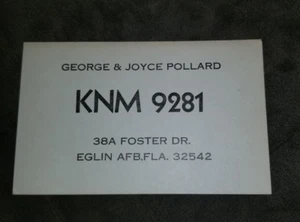 GEORGE & JOYCE POLLARD
KNM 9281
38A FOSTER DR.
EGLIN AFB,FLA. 32542